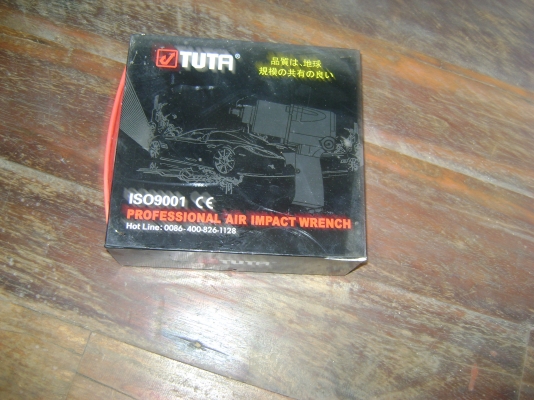 TUTA®
品質は、地球
規模の共有の良い
ISO9001 CE
PROFESSIONAL AIR IMPACT WRENCH
Hot Line: 0086-400-826-1128